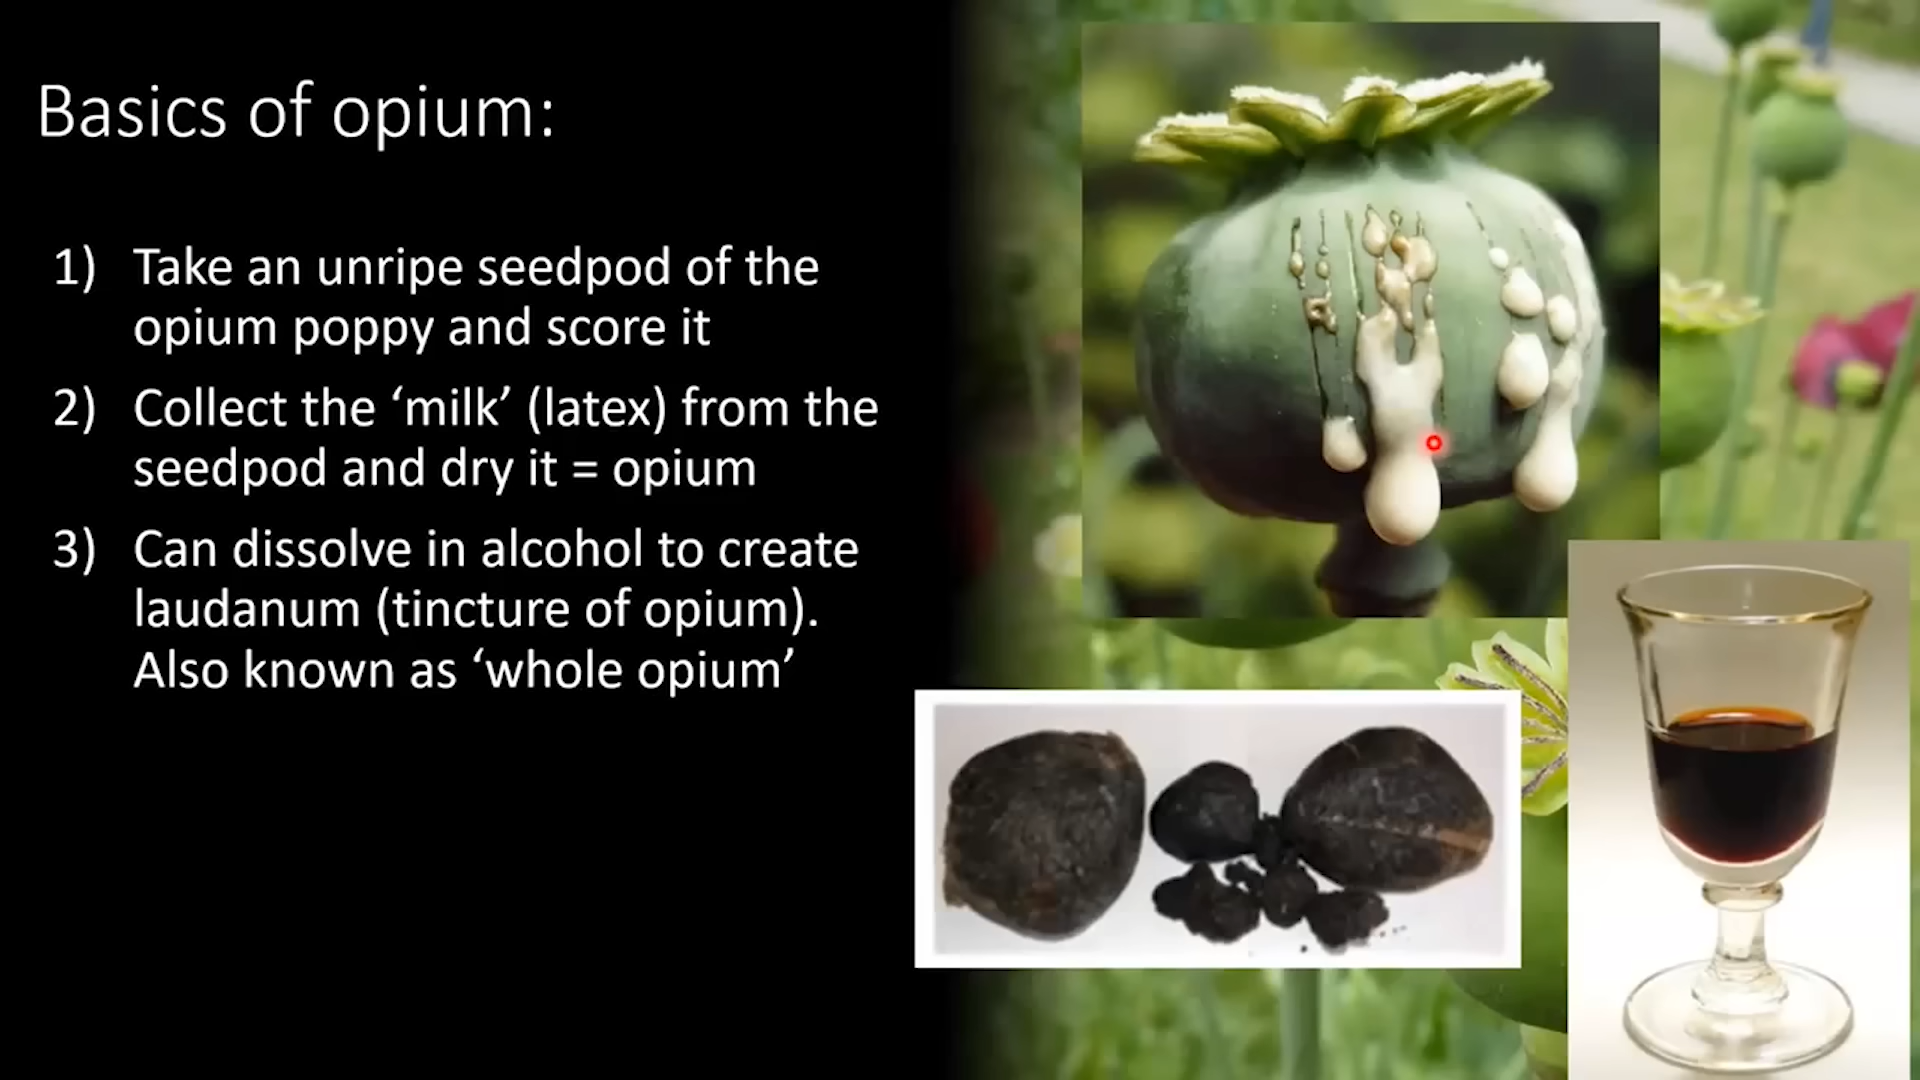 Basics of opium:
1) Take an unripe seedpod of the
opium poppy and score it
2) Collect the ‘milk’ (latex) from the
seedpod and dry it = opium
3) Can dissolve in alcohol to create
laudanum (tincture of opium).
Also known as ‘whole opium’